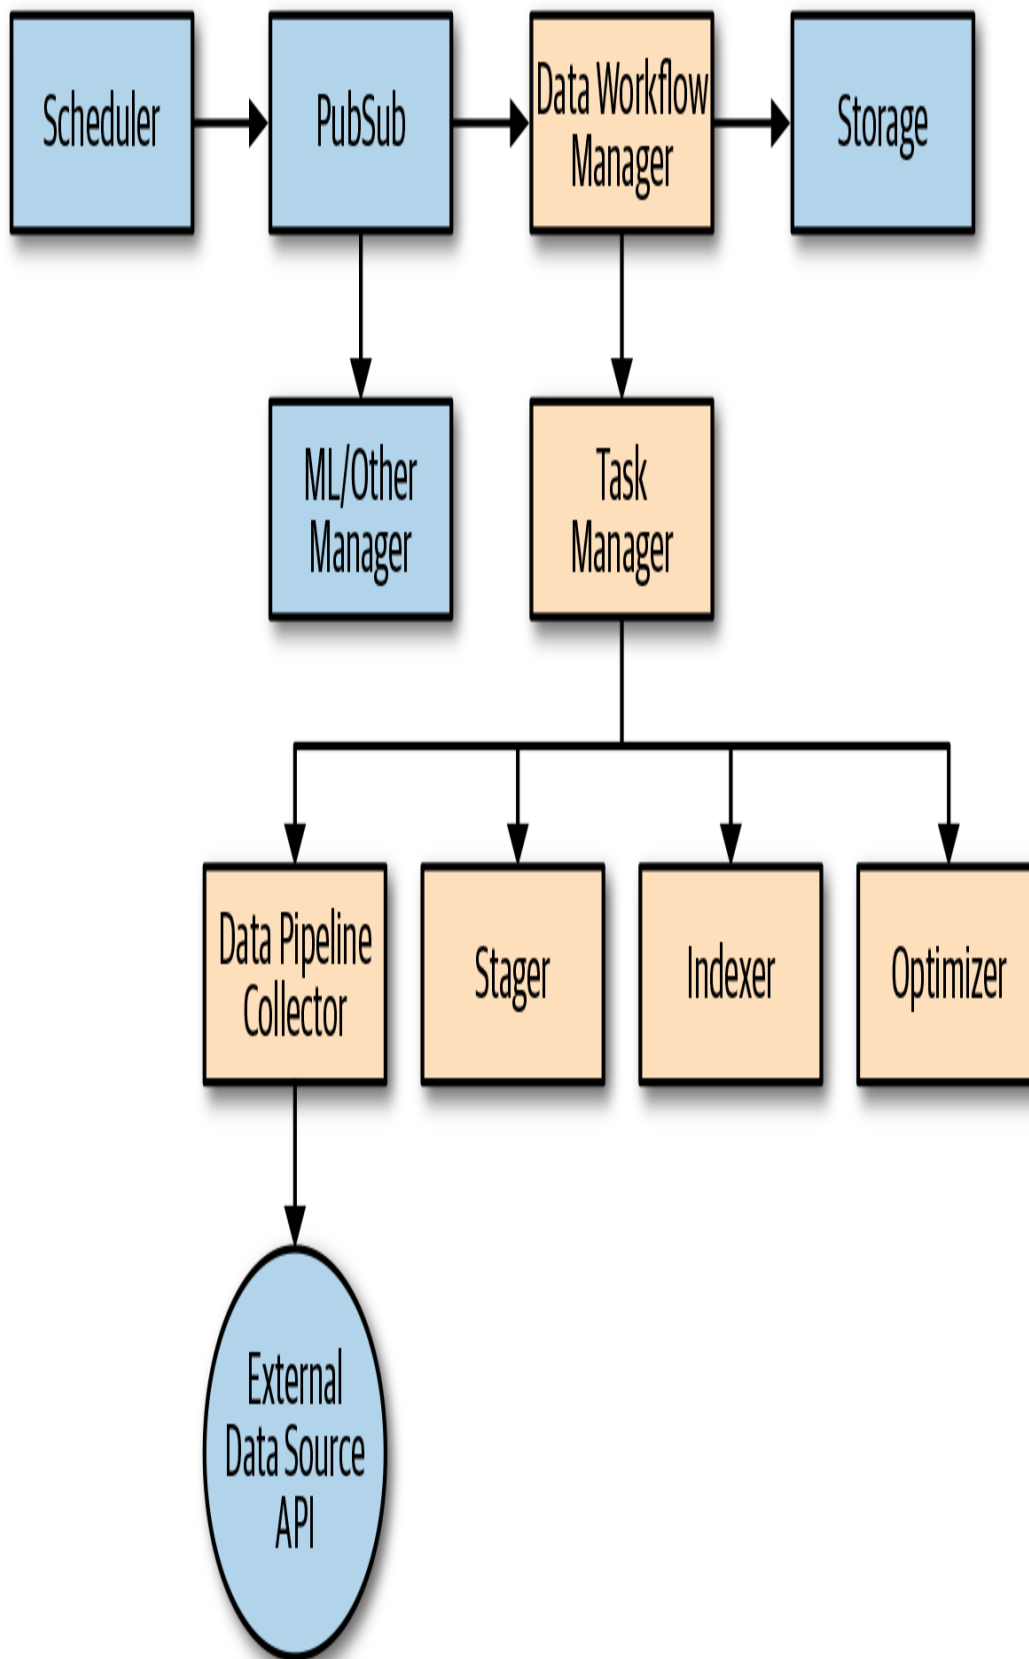 Scheduler
PubSub
Data Workflow
Manager
Storage
ML/Other
Manager
Task
Manager
Data Pipeline
Collector
Stager
Indexer
Optimizer
External
Data Source
API